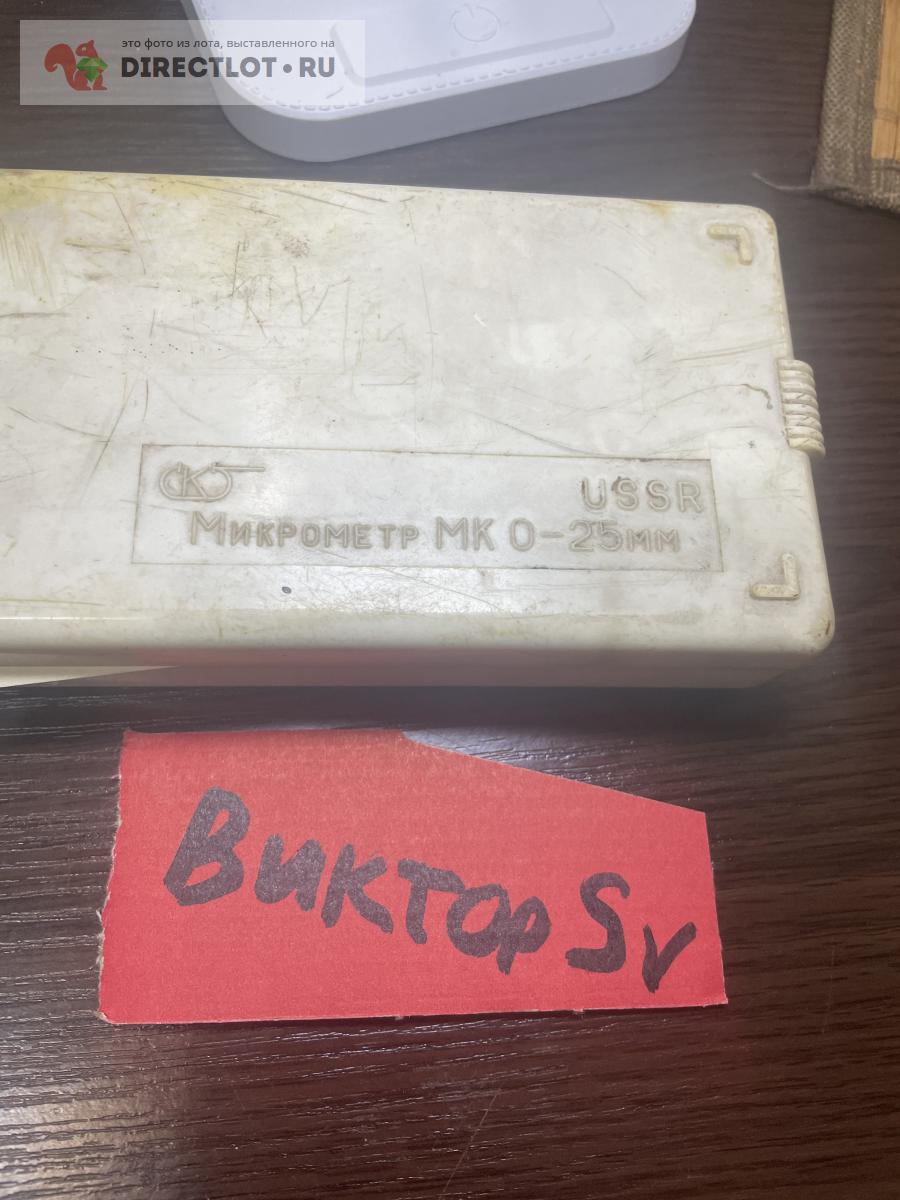 это фото из лота, выставленного на
DIRECTLOT•RU
USSR
Микрометр МК 0-25мм
Виктор Sv